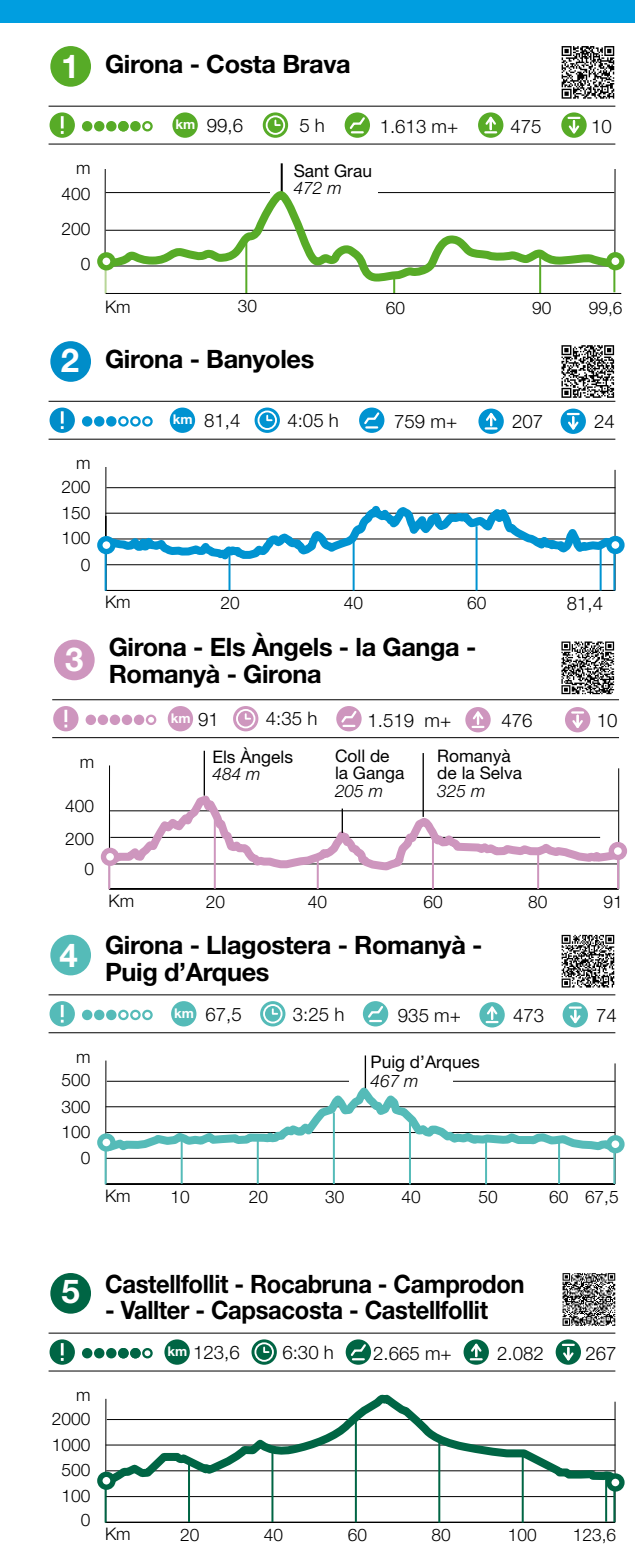 1 Girona - Costa Brava
! km 99,6 5 h 1.613 m+ 475 10
m
Sant Grau
472 m
400
200
0
Km 30 60 90 99,6
2 Girona - Banyoles
! km 81,4 4:05 h 759 m+ 207 24
m
200
150
100
0
Km 20 40 60 81,4
3 Girona - Els Àngels - la Ganga -
Romanyà - Girona
! km 91 4:35 h 1.519 m+ 476 10
m
Els Àngels
484 m
Coll de
la Ganga
205 m
Romanyà
de la Selva
325 m
400
200
0
Km 20 40 60 80 91
4 Girona - Llagostera - Romanyà -
Puig d’Arques
! km 67,5 3:25 h 935 m+ 473 74
m
Puig d’Arques
467 m
500
300
100
0
Km 10 20 30 40 50 60 67,5
5 Castellfollit - Rocabruna - Camprodon
- Vallter - Capsacosta - Castellfollit
! km 123,6 6:30 h 2.665 m+ 2.082 267
m
2000
1000
500
100
0
Km 20 40 60 80 100 123,6